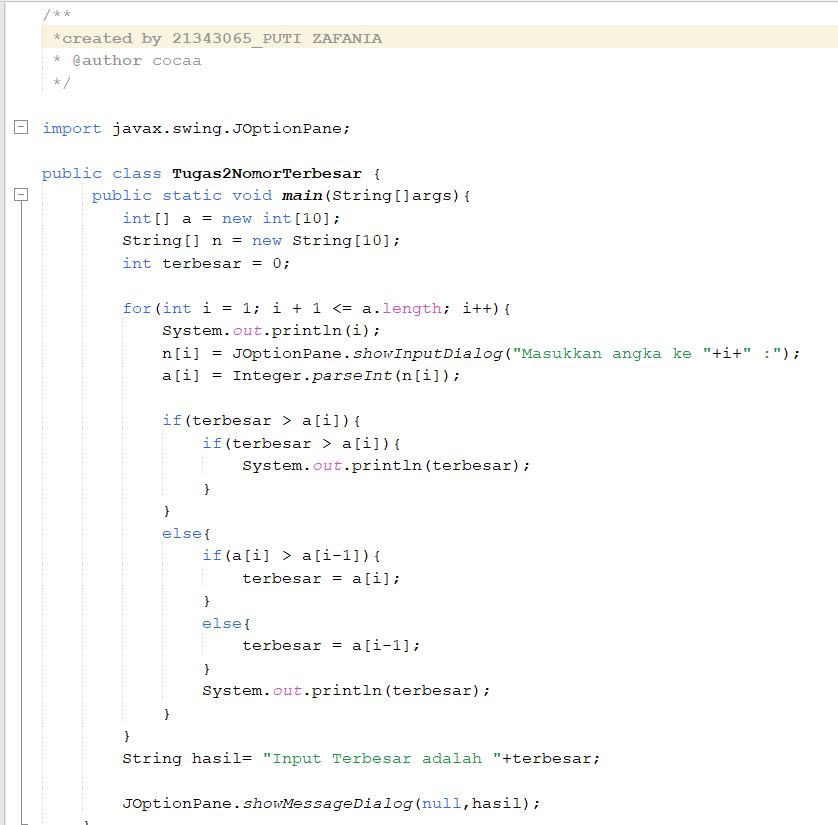 /**
 *created by 21343065_PUTI ZAFANIA
 * @author cocaa
 */
import javax.swing.JOptionPane;
public class Tugas2NomorTerbesar {
    public static void main(String[]args){
        int[] a = new int[10];
        String[] n = new String[10];
        int terbesar = 0;
        for(int i = 1; i + 1 <= a.length; i++){
            System.out.println(i);
            n[i] = JOptionPane.showInputDialog("Masukkan angka ke "+i+" :");
            a[i] = Integer.parseInt(n[i]);
            if(terbesar > a[i]){
                if(terbesar > a[i]){
                    System.out.println(terbesar);
                }
            }
            else{
                if(a[i] > a[i-1]){
                    terbesar = a[i];
                }
                else{
                    terbesar = a[i-1];
                }
                System.out.println(terbesar);
            }
        }
        String hasil= "Input Terbesar adalah "+terbesar;
        JOptionPane.showMessageDialog(null,hasil);
    }